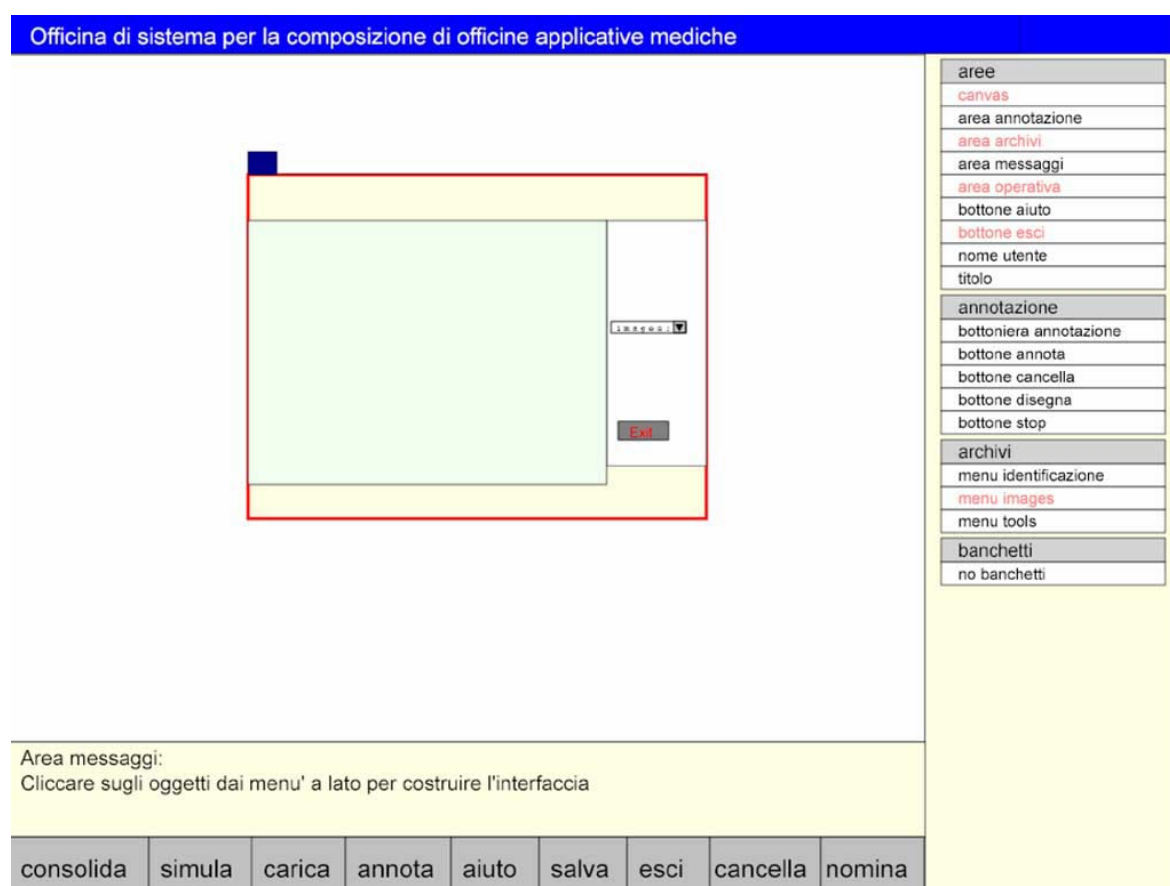 Officina di sistema per la composizione di officine applicative mediche
aree
canvas
area annotazione
area archivi
area messaggi
area operativa
bottone aiuto
bottone esci
nome utente
titolo
annotazione
bottoniera annotazione
bottone annota
bottone cancella
bottone disegna
bottone stop
archivi
menu identificazione
menu images
menu tools
banchetti
no banchetti
images:
Exit
Area messaggi:
Cliccare sugli oggetti dai menu' a lato per costruire l'interfaccia
consolida simula carica annota aiuto salva esci cancella nomina